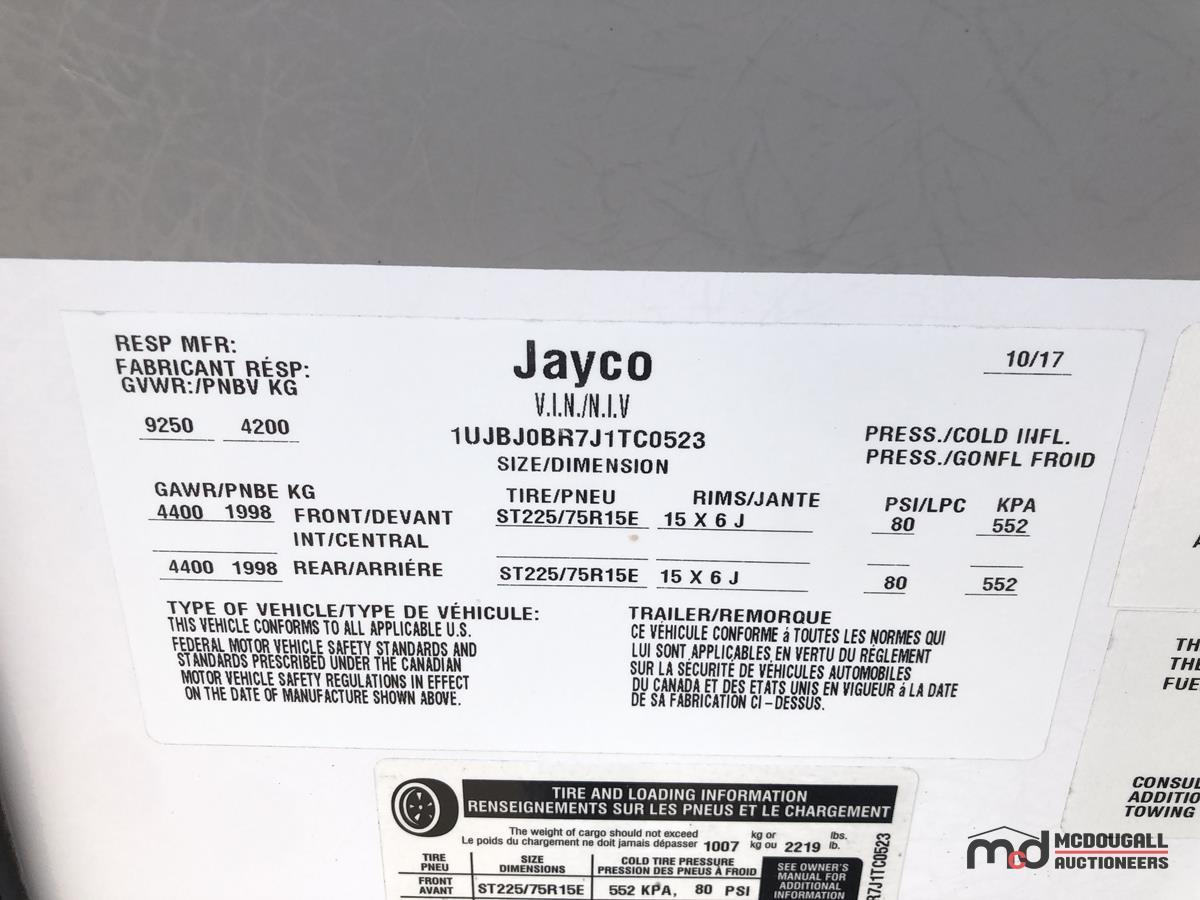 RESP MFR:
FABRICANT RÉSP:
GVWR:/PNBV KG
9250 4200
Jayco
V.I.N./N.I.V
1UJBJ0BR7J1TC0523
SIZE/DIMENSION
10/17
PRESS./COLD INFL.
PRESS./GONFL FROID
GAWR/PNBE KG TIRE/PNEU RIMS/JANTE PSI/LPC KPA
4400 1998 FRONT/DEVANT ST225/75R15E 15 X 6 J 80 552
INT/CENTRAL
4400 1998 REAR/ARRIÉRE ST225/75R15E 15 X 6 J 80 552
TYPE OF VEHICLE/TYPE DE VÉHICULE: TRAILER/REMORQUE
THIS VEHICLE CONFORMS TO ALL APPLICABLE U.S.
FEDERAL MOTOR VEHICLE SAFETY STANDARDS AND
STANDARDS PRESCRIBED UNDER THE CANADIAN
MOTOR VEHICLE SAFETY REGULATIONS IN EFFECT
ON THE DATE OF MANUFACTURE SHOWN ABOVE.
CE VÉHICULE CONFORME á TOUTES LES NORMES QUI
LUI SONT APPLICABLES EN VERTU DU RÉGLEMENT
SUR LA SÉCURITÉ DE VÉHICULES AUTOMOBILES
DU CANADA ET DES ETATS UNIS EN VIGUEUR á LA DATE
DE SA FABRICATION CI-DESSUS.
TIRE AND LOADING INFORMATION
RENSEIGNEMENTS SUR LES PNEUS ET LE CHARGEMENT
The weight of cargo should not exceed kg or lbs.
Le poids du chargement ne doit jamais dépasser 1007 kg ou 2219 lb.
TIRE SIZE COLD TIRE PRESSURE
PNEU DIMENSIONS PRESSION DES PNEUS À FROID
FRONT
AVANT ST225/75R15E 552 KPA, 80 PSI
SEE OWNER'S
MANUAL FOR
ADDITIONAL
INFORMATION
R7J1TC0523
TH
THE
FUE
CONSUL
ADDITIO
TOWING
md MCDOUGALL
AUCTIONEERS